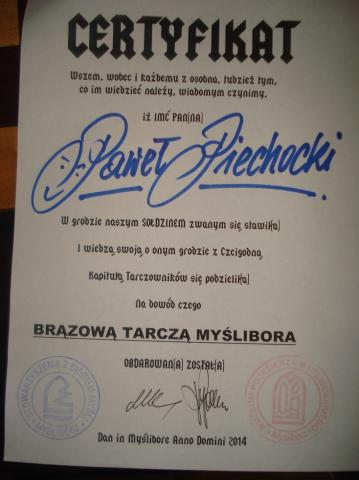 CERTYFIKAT
Wszem, wobec i każdemu z osobna, tudzież tym,
co im wiedzieć należy, wiadomym czynimy,
iż IMĆ PAN(NA)
Paweł Piechocki
W grodzie naszym SOŁDZINEM zwanym się stawił(a)
I wiedzą swoją o onym grodzie z Czcigodną
Kapitułą Tarczowników się podzielił(a)
Na dowód czego
BRĄZOWĄ TARCZĄ MYŚLIBORA
OBDAROWAN(A) ZOSTAŁ(A)
Dan in Myślibore Anno Domini 2014